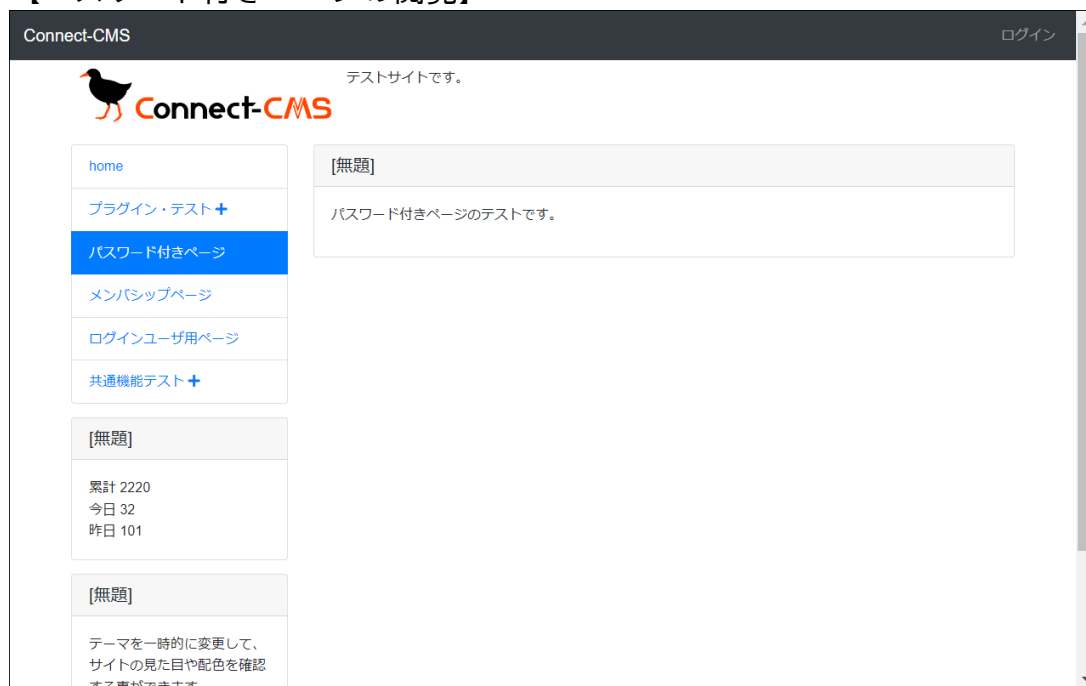 Connect-CMS
ログイン
Connect-CMS
テストサイトです。
home
プラグイン・テスト
パスワード付きページ
メンバシップページ
ログインユーザ用ページ
共通機能テスト
[無題]
累計 2220
今日 32
昨日 101
[無題]
テーマを一時的に変更して、
サイトの見た目や配色を確認
[無題]
パスワード付きページのテストです。